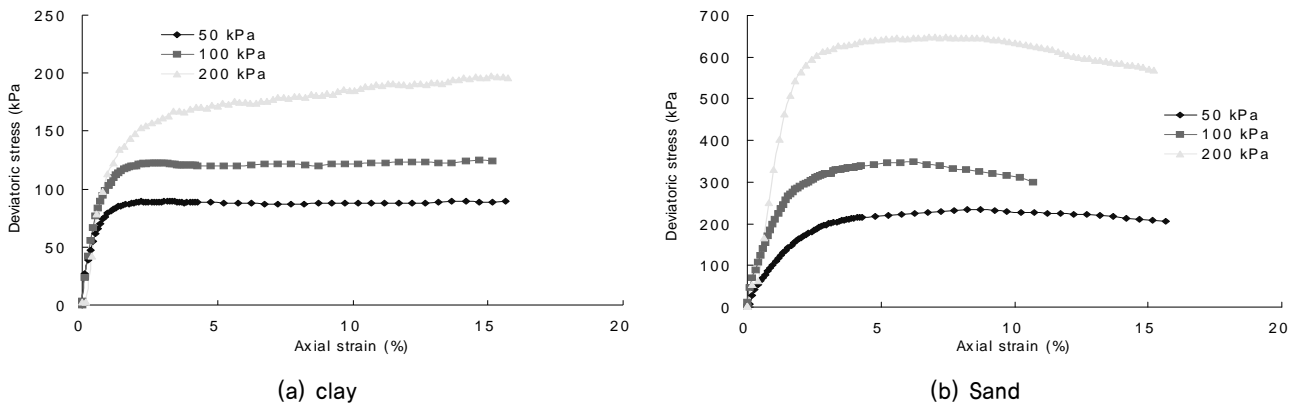 250
200
150
100
50
0
Deviatoric stress (kPa
50 kPa
100 kPa
200 kPa
0 5 10 15 20
Axial strain (%)
(a) clay
700
600
500
400
300
200
100
0
Deviatoric stress (kPa
50 kPa
100 kPa
200 kPa
0 5 10 15 20
Axial strain (%)
(b) Sand